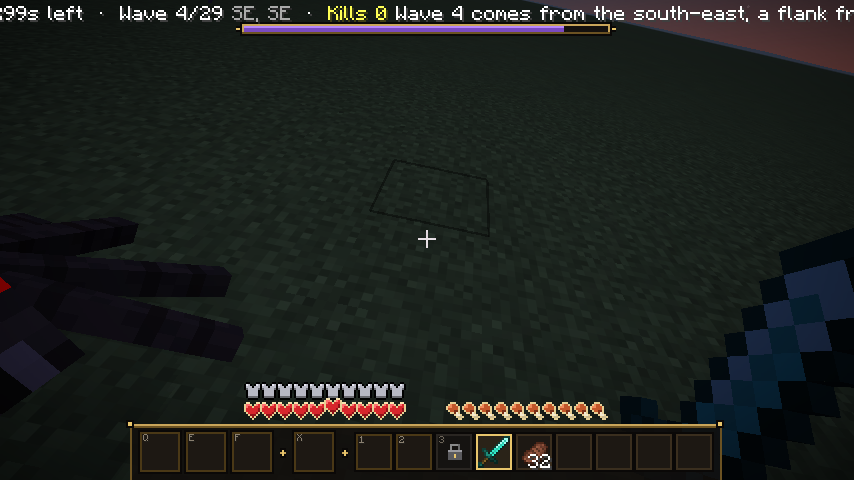 :99s left · Wave 4/29 SE, SE · Kills 0 Wave 4 comes from the south-east, a flank fr
Q E F X 1 2 3
32